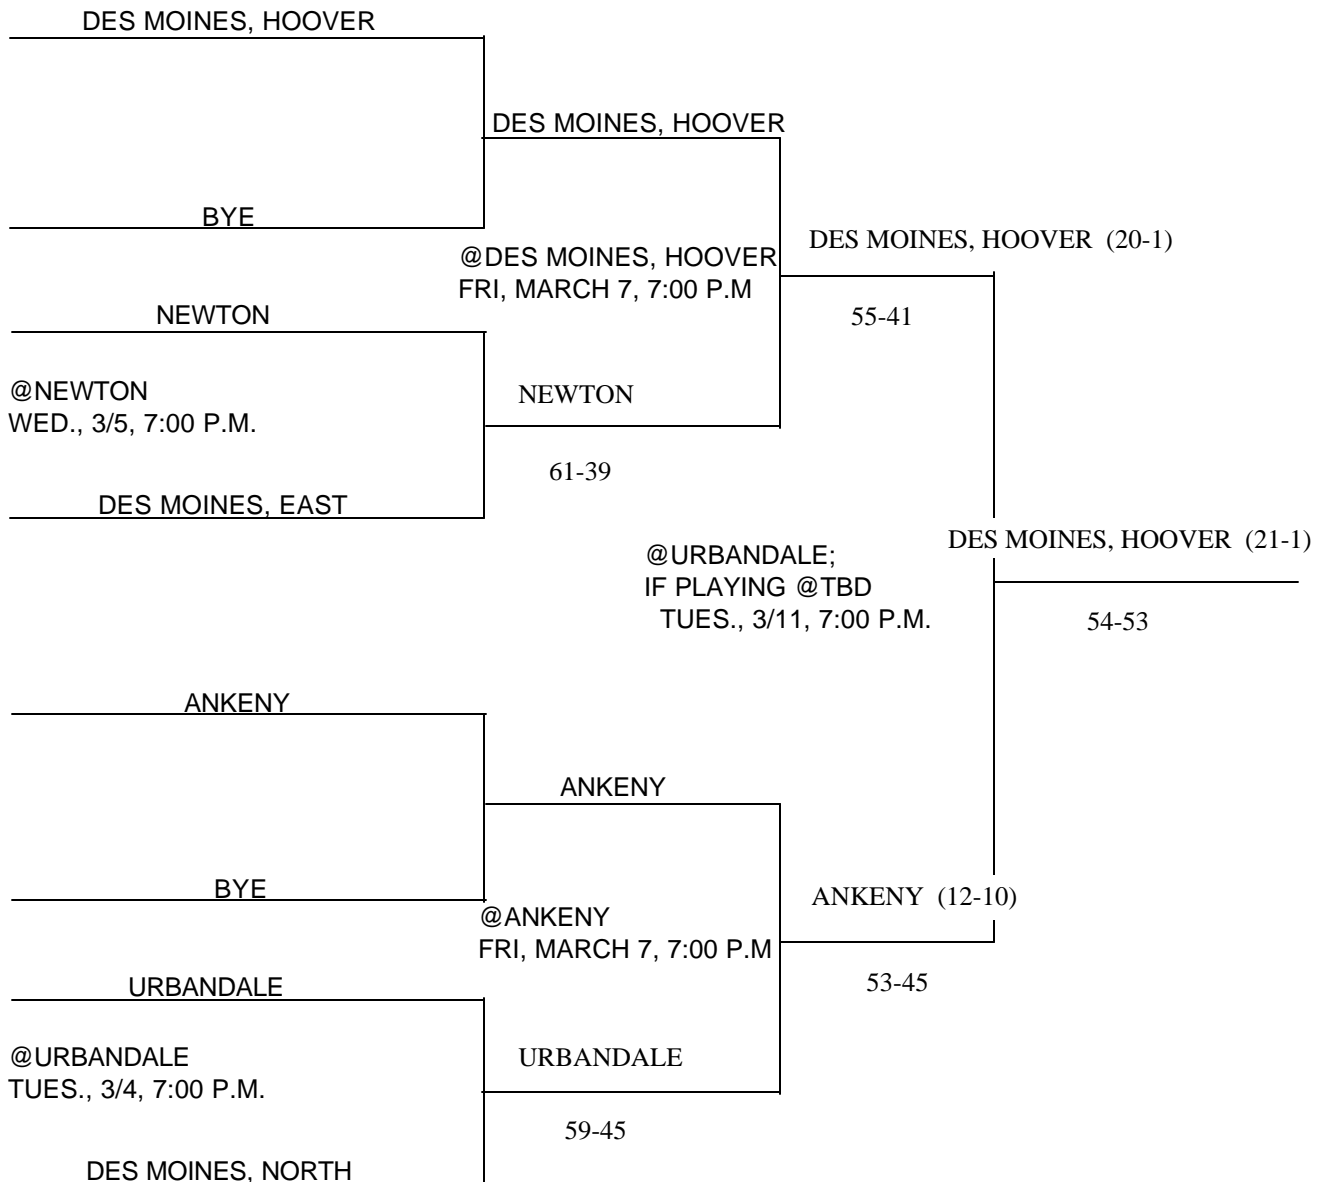 DES MOINES, HOOVER
DES MOINES, HOOVER
BYE
DES MOINES, HOOVER (20-1)
@DES MOINES, HOOVER
FRI, MARCH 7, 7:00 P.M
NEWTON
55-41
@NEWTON
WED., 3/5, 7:00 P.M.
NEWTON
61-39
DES MOINES, EAST
DES MOINES, HOOVER (21-1)
@URBANDALE;
IF PLAYING @TBD
TUES., 3/11, 7:00 P.M.
54-53
ANKENY
ANKENY
BYE
ANKENY (12-10)
@ANKENY
FRI, MARCH 7, 7:00 P.M
URBANDALE
53-45
@URBANDALE
TUES., 3/4, 7:00 P.M.
URBANDALE
59-45
DES MOINES, NORTH